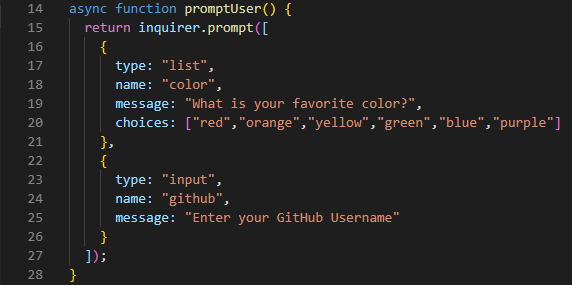 14 async function promptUser() {
15 return inquirer.prompt([
16 {
17 type: "list",
18 name: "color",
19 message: "What is your favorite color?",
20 choices: ["red","orange","yellow","green","blue","purple"]
21 },
22 {
23 type: "input",
24 name: "github",
25 message: "Enter your GitHub Username"
26 }
27 ]);
28 }